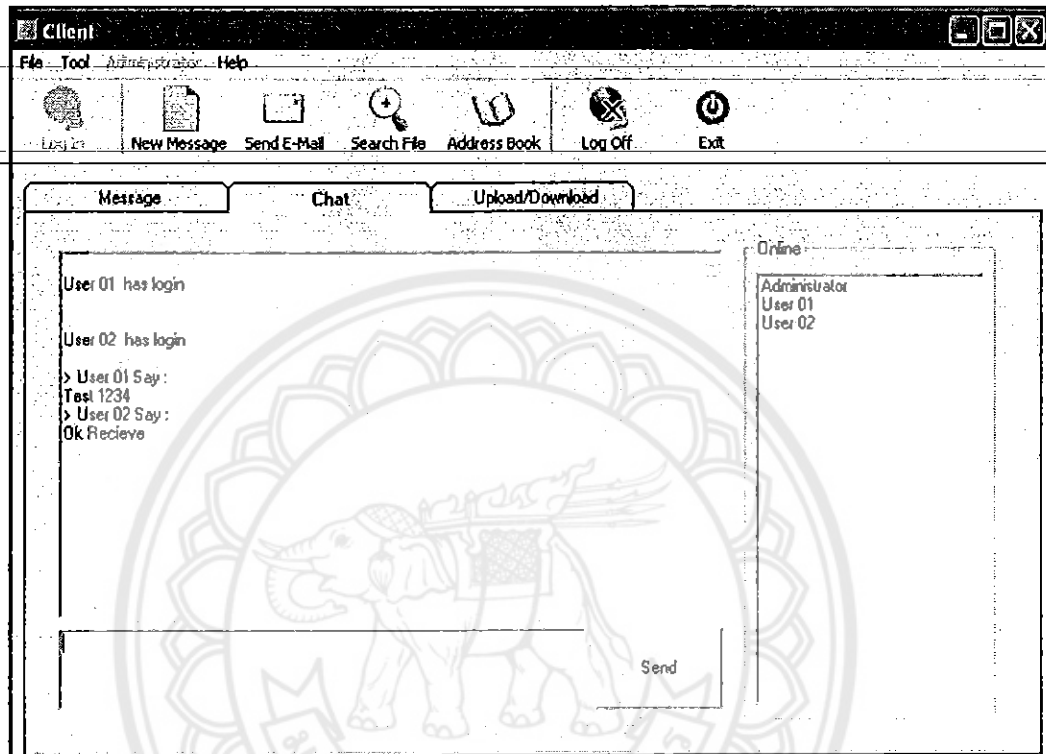 Client
File Tool Administrator Help
Log In New Message Send E-Mail Search File Address Book Log Off Exit
Message Chat Upload/Download
Online
User 01 has login
User 02 has login
> User 01 Say :
Test 1234
> User 02 Say :
Ok Recieve
Administrator
User 01
User 02
Send